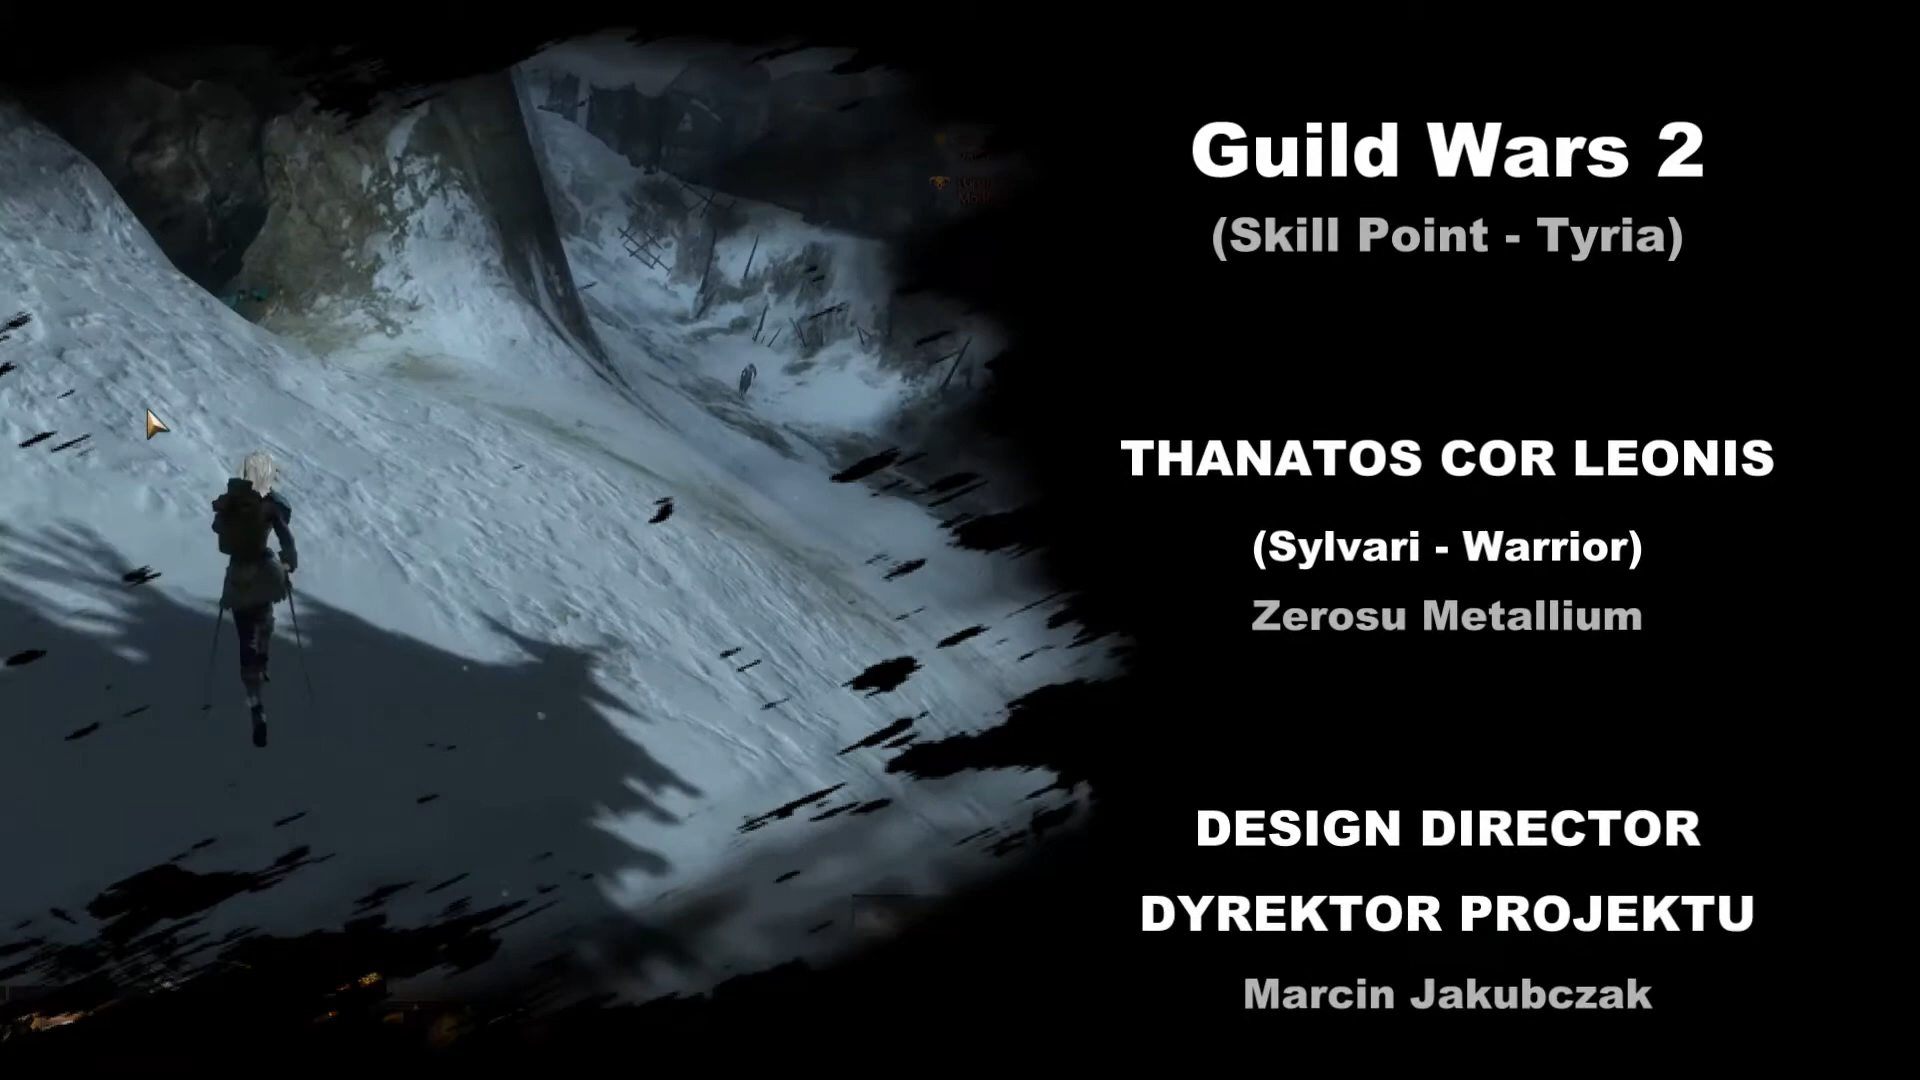 Guild Wars 2
(Skill Point - Tyria)
THANATOS COR LEONIS
(Sylvari - Warrior)
Zerosu Metallium
DESIGN DIRECTOR
DYREKTOR PROJEKTU
Marcin Jakubczak